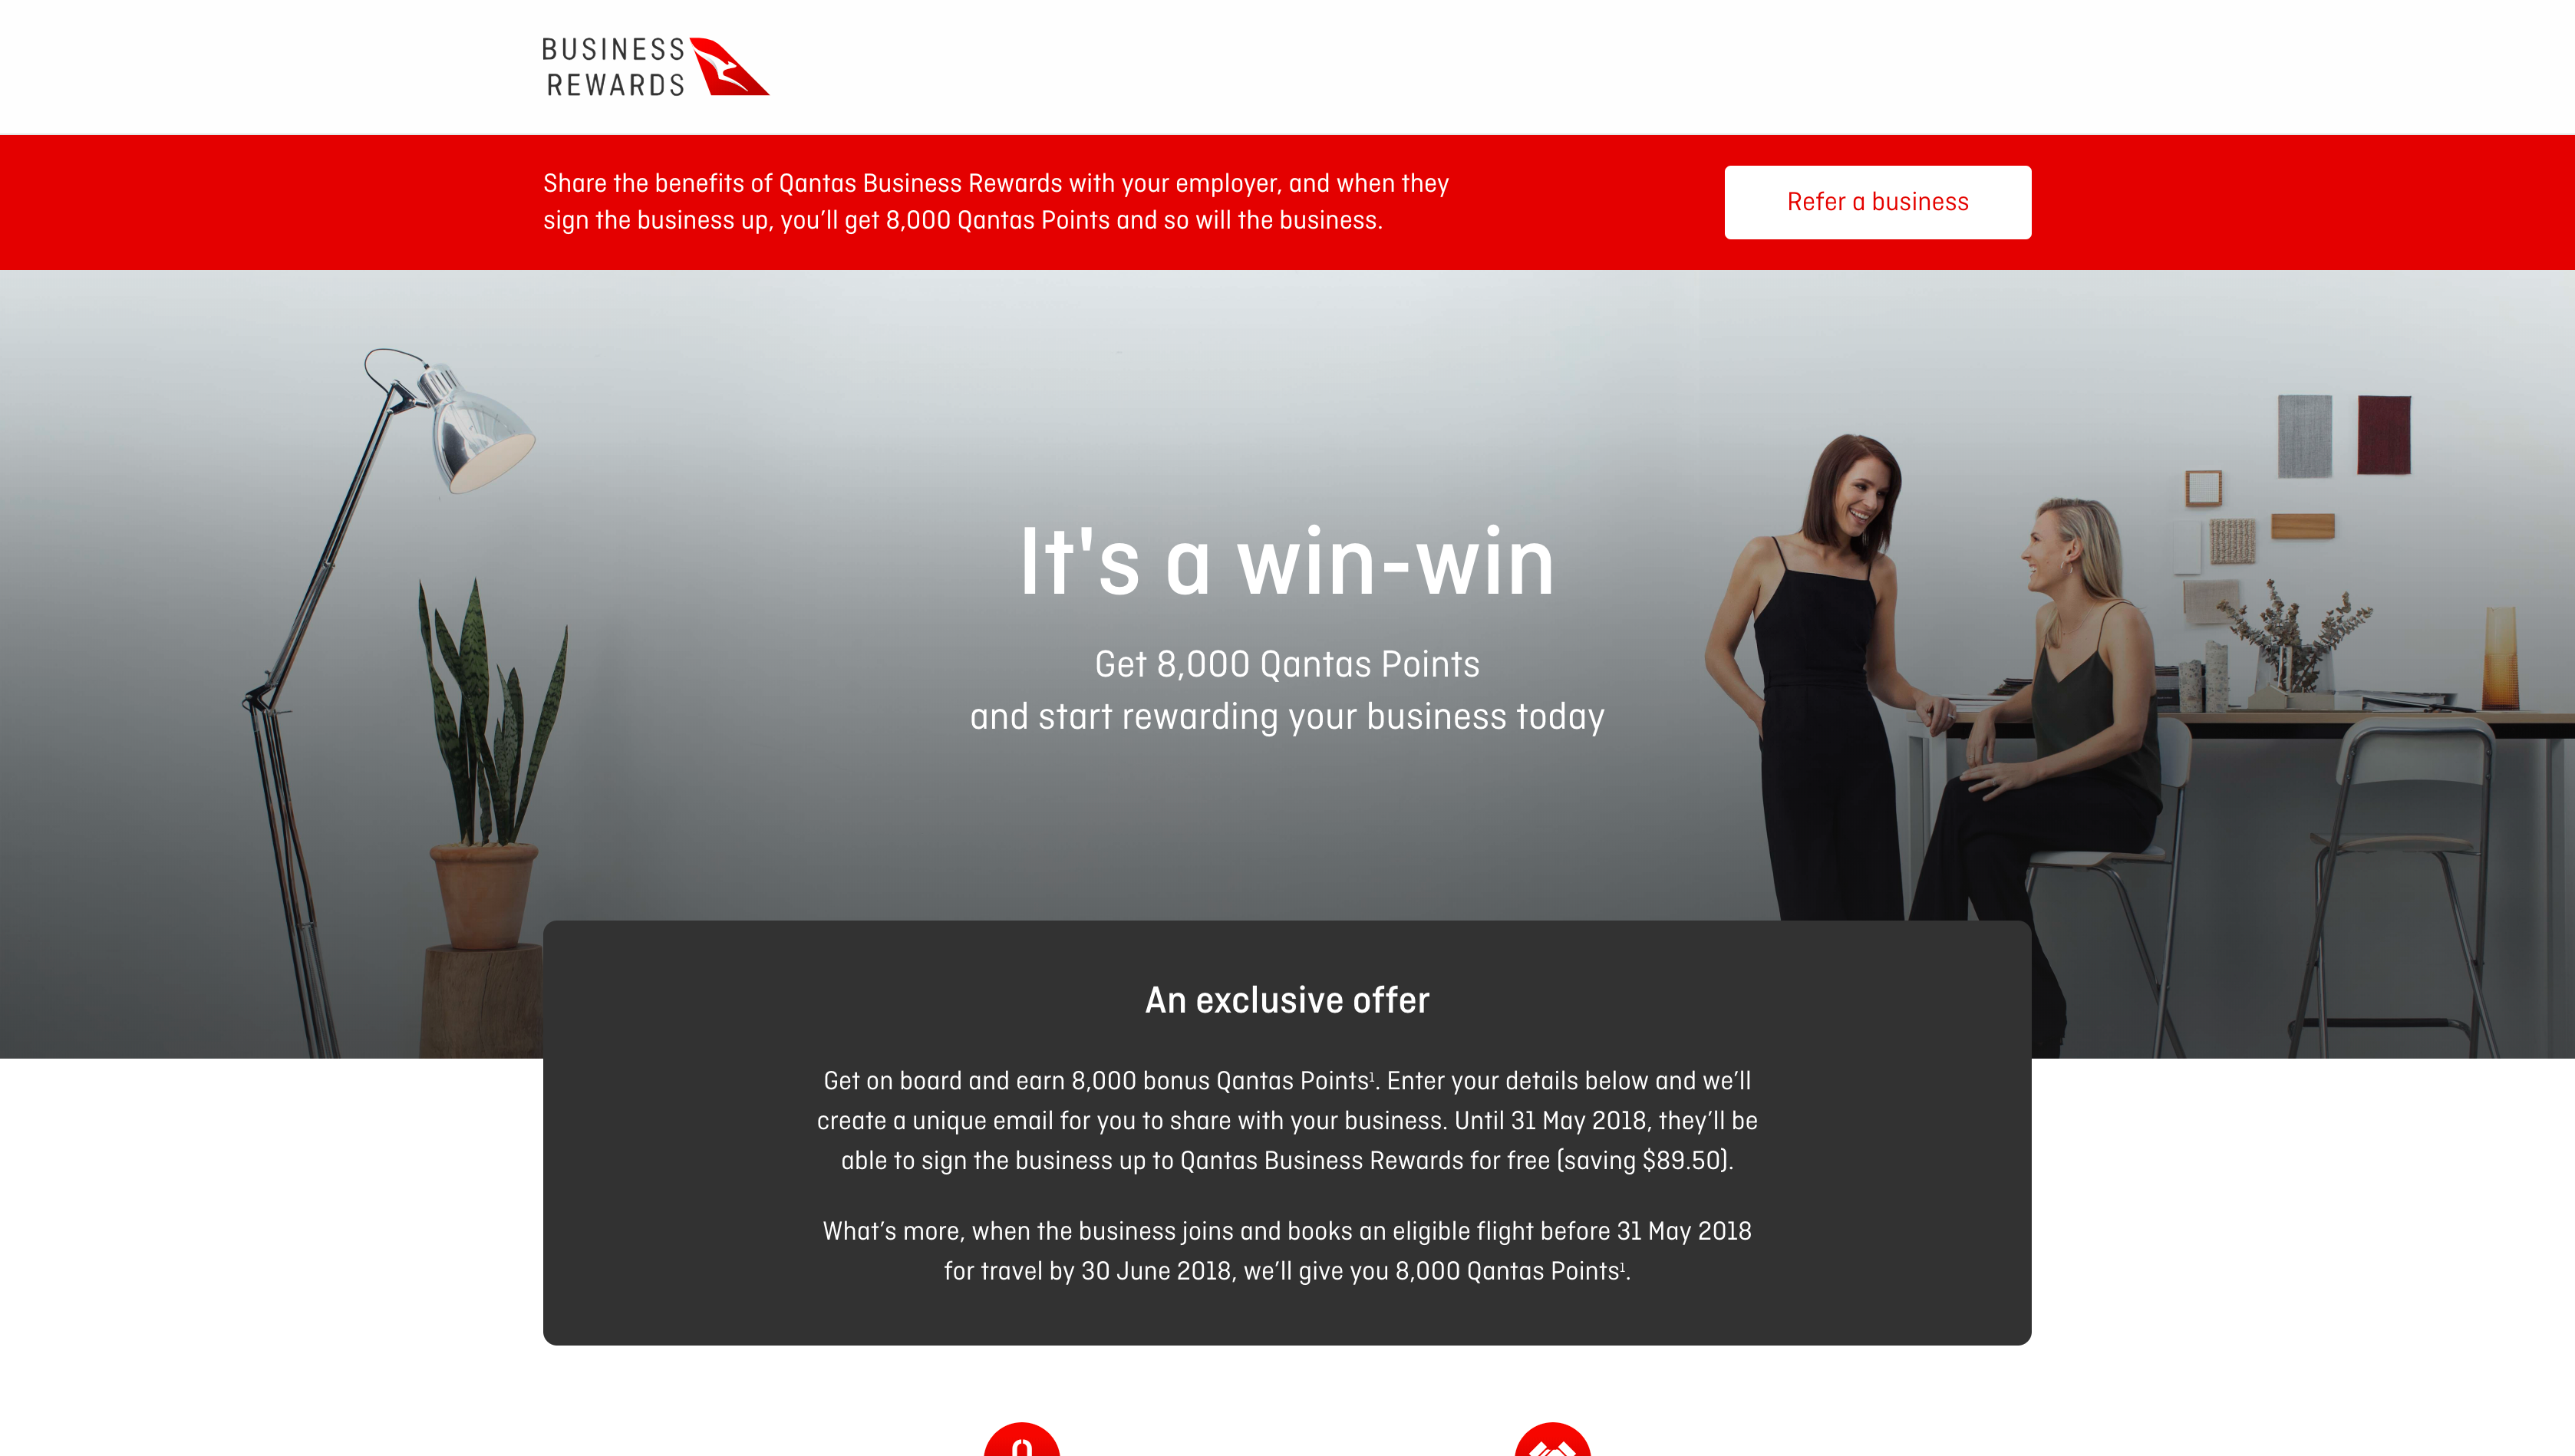 BUSINESS
REWARDS
Share the benefits of Qantas Business Rewards with your employer, and when they
sign the business up, you’ll get 8,000 Qantas Points and so will the business.
Refer a business
It's a win-win
Get 8,000 Qantas Points
and start rewarding your business today
An exclusive offer
Get on board and earn 8,000 bonus Qantas Points¹. Enter your details below and we’ll
create a unique email for you to share with your business. Until 31 May 2018, they’ll be
able to sign the business up to Qantas Business Rewards for free (saving $89.50).
What’s more, when the business joins and books an eligible flight before 31 May 2018
for travel by 30 June 2018, we’ll give you 8,000 Qantas Points¹.